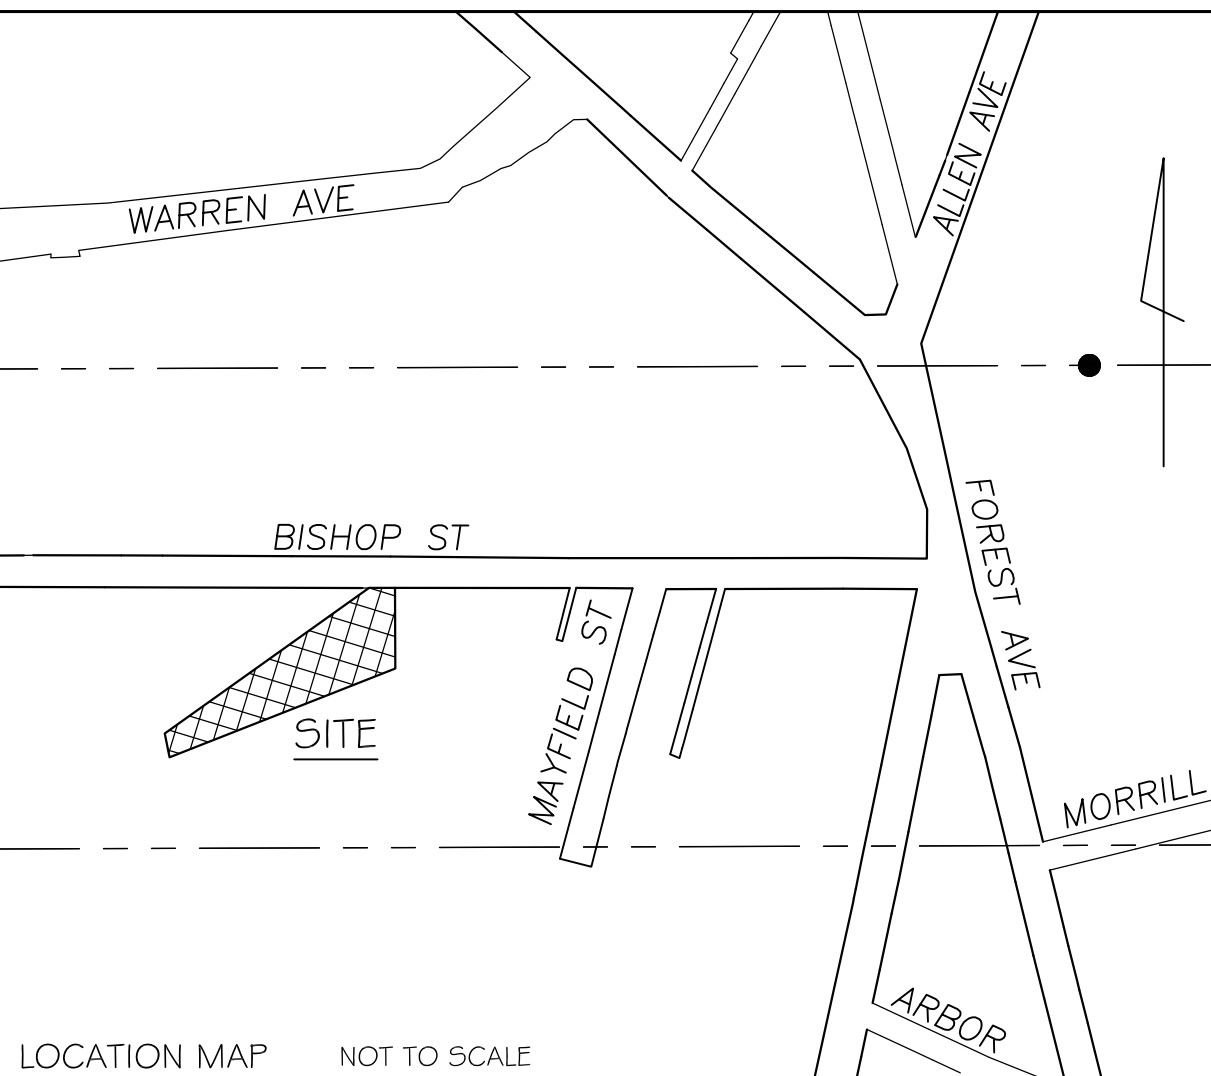 ALLEN AVE
WARREN AVE
BISHOP ST
FOREST AVE
MAYFIELD ST
SITE
MORRILL
ARBOR
LOCATION MAP NOT TO SCALE